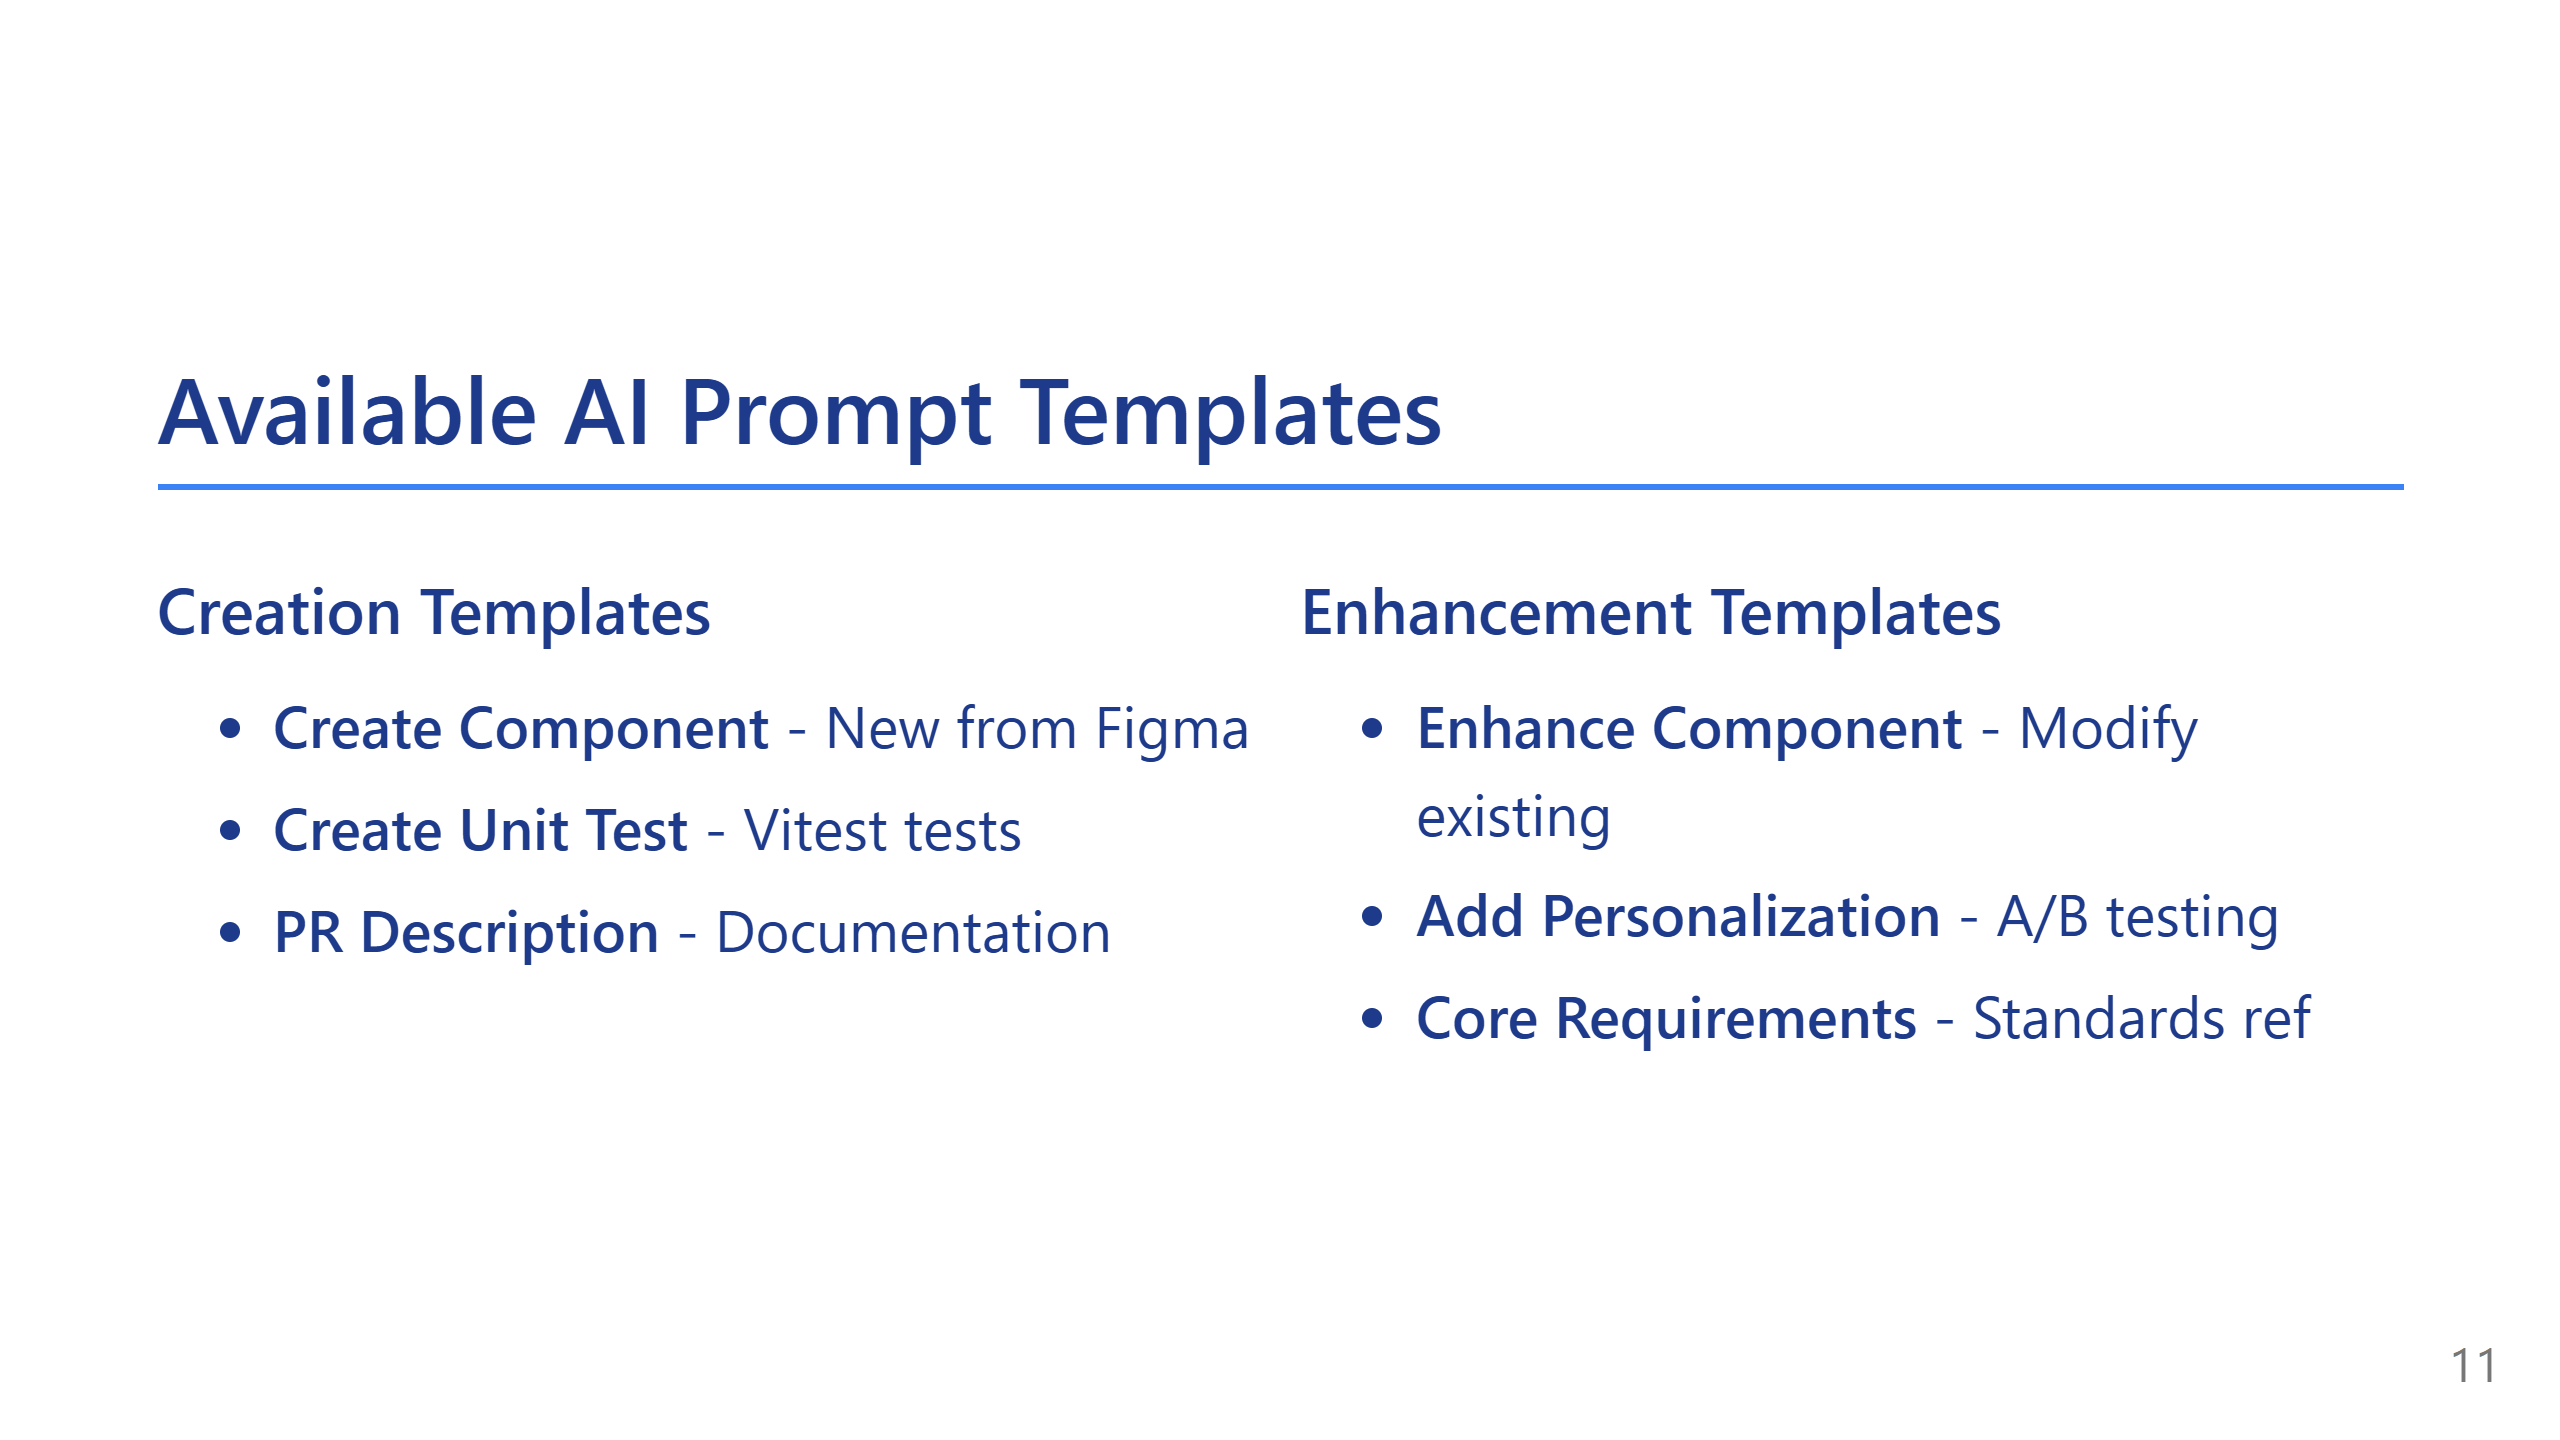 Available AI Prompt Templates
Creation Templates
• Create Component - New from Figma
• Create Unit Test - Vitest tests
• PR Description - Documentation
Enhancement Templates
• Enhance Component - Modify
existing
• Add Personalization - A/B testing
• Core Requirements - Standards ref
11